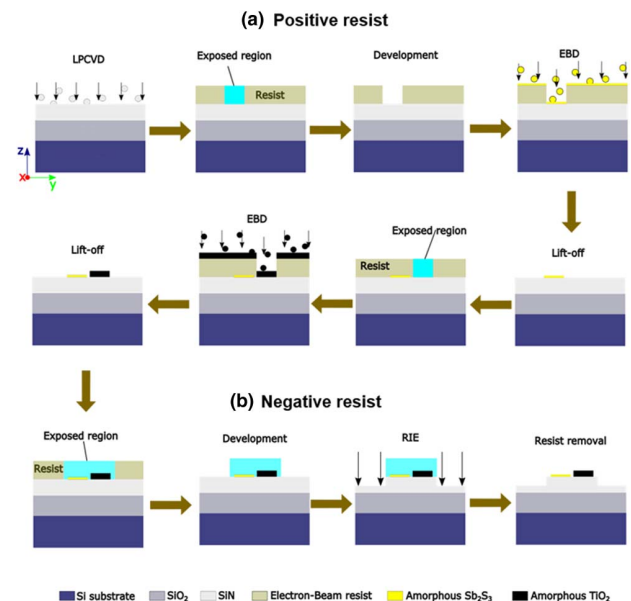 (a) Positive resist
LPCVD
Exposed region
Resist
Development
EBD
z
x
y
Lift-off
EBD
Exposed region
Resist
Lift-off
(b) Negative resist
Exposed region
Resist
Development
RIE
Resist removal
Si substrate SiO₂ SiN Electron-Beam resist Amorphous Sb₂S₃ Amorphous TiO₂